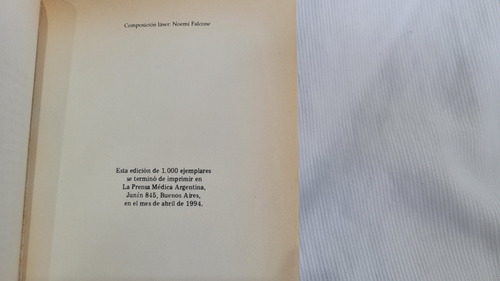 Composición láser: Noemí Falcone
Esta edición de 1.000 ejemplares
se terminó de imprimir en
La Prensa Médica Argentina,
Junín 845, Buenos Aires,
en el mes de abril de 1994.